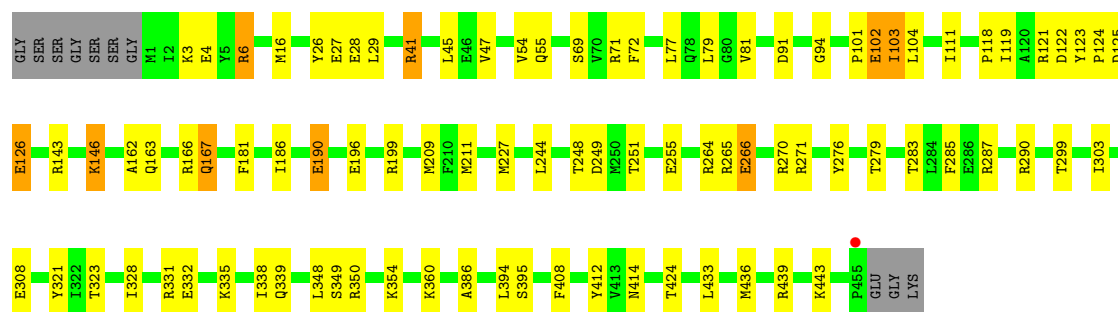 GLY SER SER GLY SER SER GLY M1 I2 K3 E4 Y5 R6 M16 Y26 E27 E28 L29 R41 L45 E46 V47 V54 Q55 S69 V70 R71 F72 L77 Q78 L79 G80 V81 D91 G94 P101 E102 I103 L104 I111 P118 I119 A120 R121 D122 Y123 P124 D125
E126 R143 K146 A162 Q163 R166 Q167 F181 I186 E190 E196 R199 M209 F210 M211 M227 L244 T248 D249 M250 T251 E255 R264 R265 E266 R270 R271 Y276 T279 T283 L284 F285 E286 R287 R290 T299 I303
E308 Y321 I322 T323 I328 R331 E332 K335 I338 Q339 L348 S349 R350 K354 K360 A386 L394 S395 F408 Y412 V413 N414 T424 L433 M436 R439 K443 P455 GLU GLY LYS